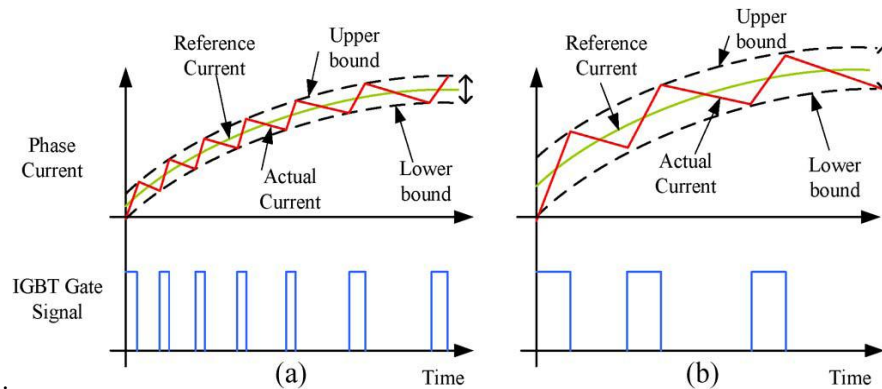 Reference
Current
Upper
bound
Phase
Current
Actual
Current
Lower
bound
IGBT Gate
Signal
(a)
Time
Reference
Current
Upper
bound
Actual
Current
Lower
bound
(b)
Time
.